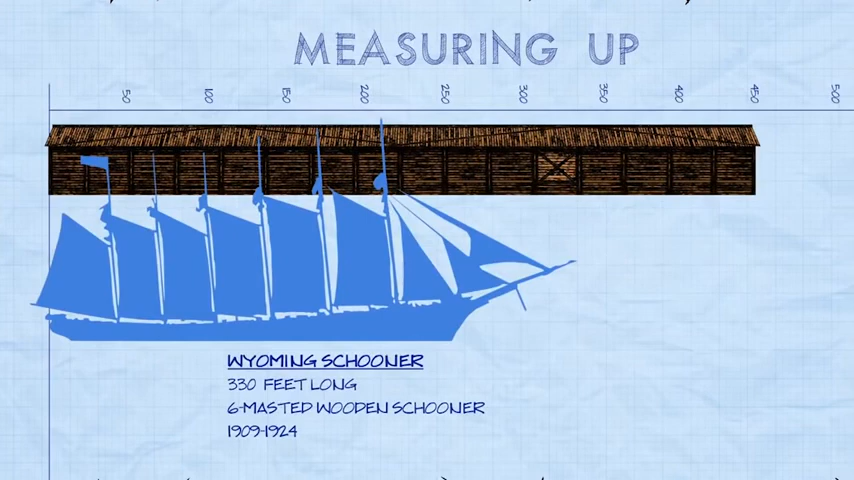 MEASURING UP
50 100 150 200 250 300 350 400 450 500
WYOMING SCHOONER
330 FEET LONG
6-MASTED WOODEN SCHOONER
1909-1924